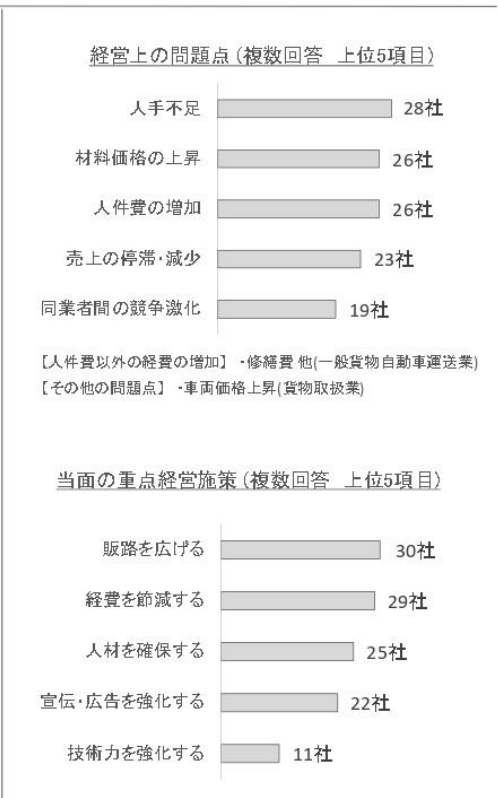 経営上の問題点(複数回答 上位5項目)
人手不足 28社
材料価格の上昇 26社
人件費の増加 26社
売上の停滞・減少 23社
同業者間の競争激化 19社
【人件費以外の経費の増加】 ・修繕費 他(一般貨物自動車運送業)
【その他の問題点】 ・車両価格上昇(貨物取扱業)
当面の重点経営施策(複数回答 上位5項目)
販路を広げる 30社
経費を節減する 29社
人材を確保する 25社
宣伝・広告を強化する 22社
技術力を強化する 11社